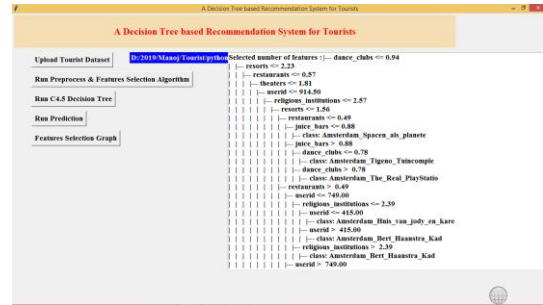 A Decision Tree based Recommendation System for Tourists
A Decision Tree based Recommendation System for Tourists
Upload Tourist Dataset
D:/2019/Manoj/Tourist/python
Run Preprocess & Features Selection Algorithm
Run C4.5 Decision Tree
Run Prediction
Features Selection Graph
Selected number of features : |--- dance_clubs <= 0.94
| |--- resorts <= 2.23
| | |--- restaurants <= 0.57
| | | |--- theaters <= 1.81
| | | | |--- userid <= 914.50
| | | | | |--- religious_institutions <= 2.57
| | | | | | |--- resorts <= 1.56
| | | | | | | |--- restaurants <= 0.49
| | | | | | | | |--- juice_bars <= 0.88
| | | | | | | | | |--- class: Amsterdam_Spacen_als_planete
| | | | | | | | |--- juice_bars > 0.88
| | | | | | | | | |--- dance_clubs <= 0.78
| | | | | | | | | | |--- class: Amsterdam_Tigeno_Tuincomple
| | | | | | | | | |--- dance_clubs > 0.78
| | | | | | | | | | |--- class: Amsterdam_The_Real_PlayStatio
| | | | | | | |--- restaurants > 0.49
| | | | | | | | |--- userid <= 749.00
| | | | | | | | | |--- religious_institutions <= 2.39
| | | | | | | | | | |--- userid <= 415.00
| | | | | | | | | | | |--- class: Amsterdam_Huis_van_jody_en_kare
| | | | | | | | | | |--- userid > 415.00
| | | | | | | | | | | |--- class: Amsterdam_Bert_Haanstra_Kad
| | | | | | | | | |--- religious_institutions > 2.39
| | | | | | | | | | |--- class: Amsterdam_Bert_Haanstra_Kad
| | | | | | | | |--- userid > 749.00